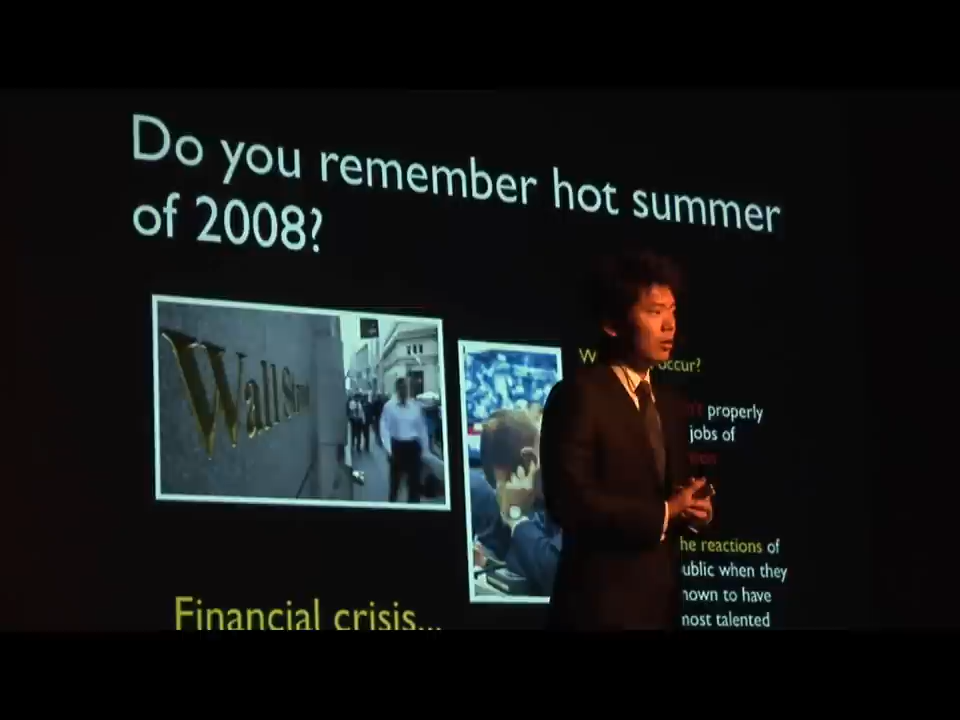 Do you remember hot summer
of 2008?
Wall St
occur?
properly
jobs of
he reactions of
ublic when they
nown to have
most talented
Financial crisis...